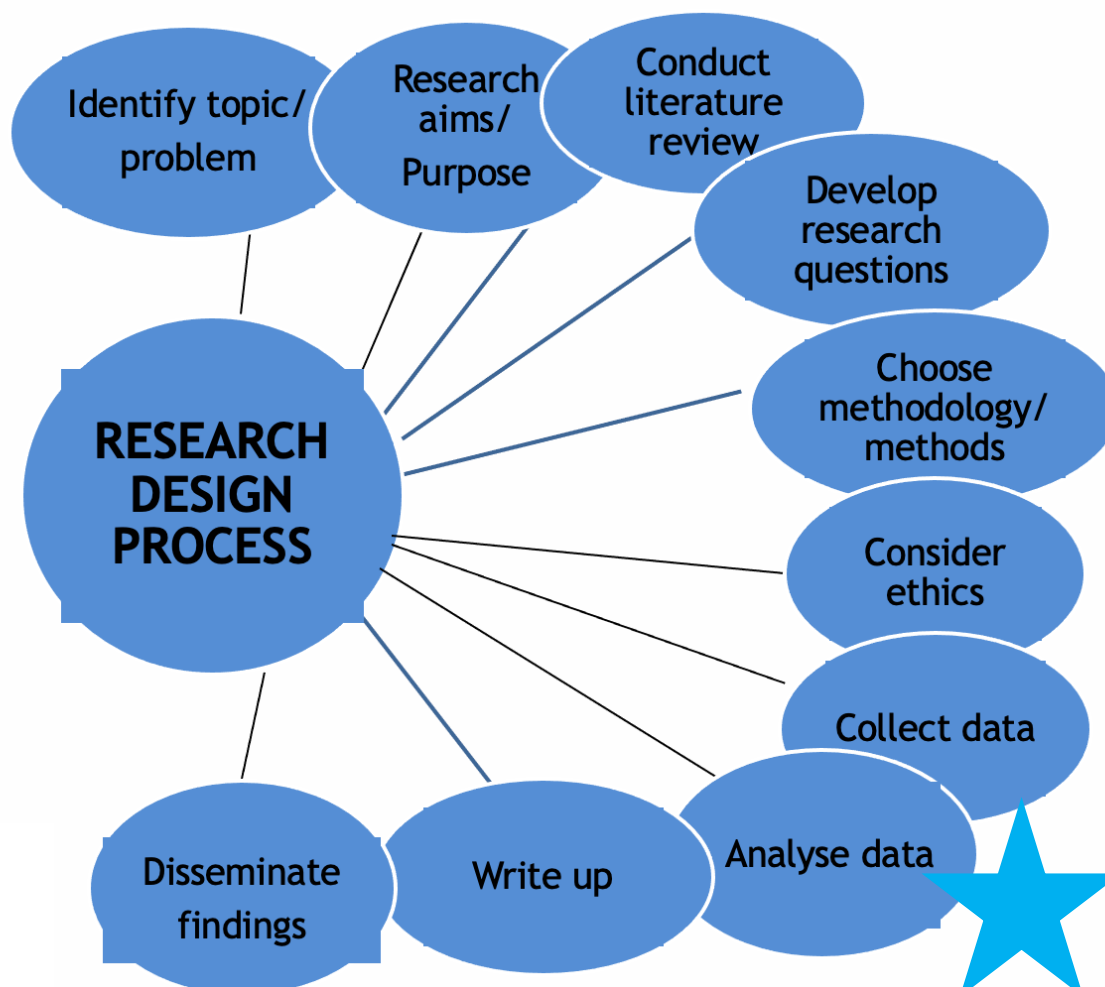 Identify topic/
problem
Research
aims/
Purpose
Conduct
literature
review
Develop
research
questions
Choose
methodology/
methods
Consider
ethics
Collect data
Analyse data
Write up
Disseminate
findings
RESEARCH
DESIGN
PROCESS